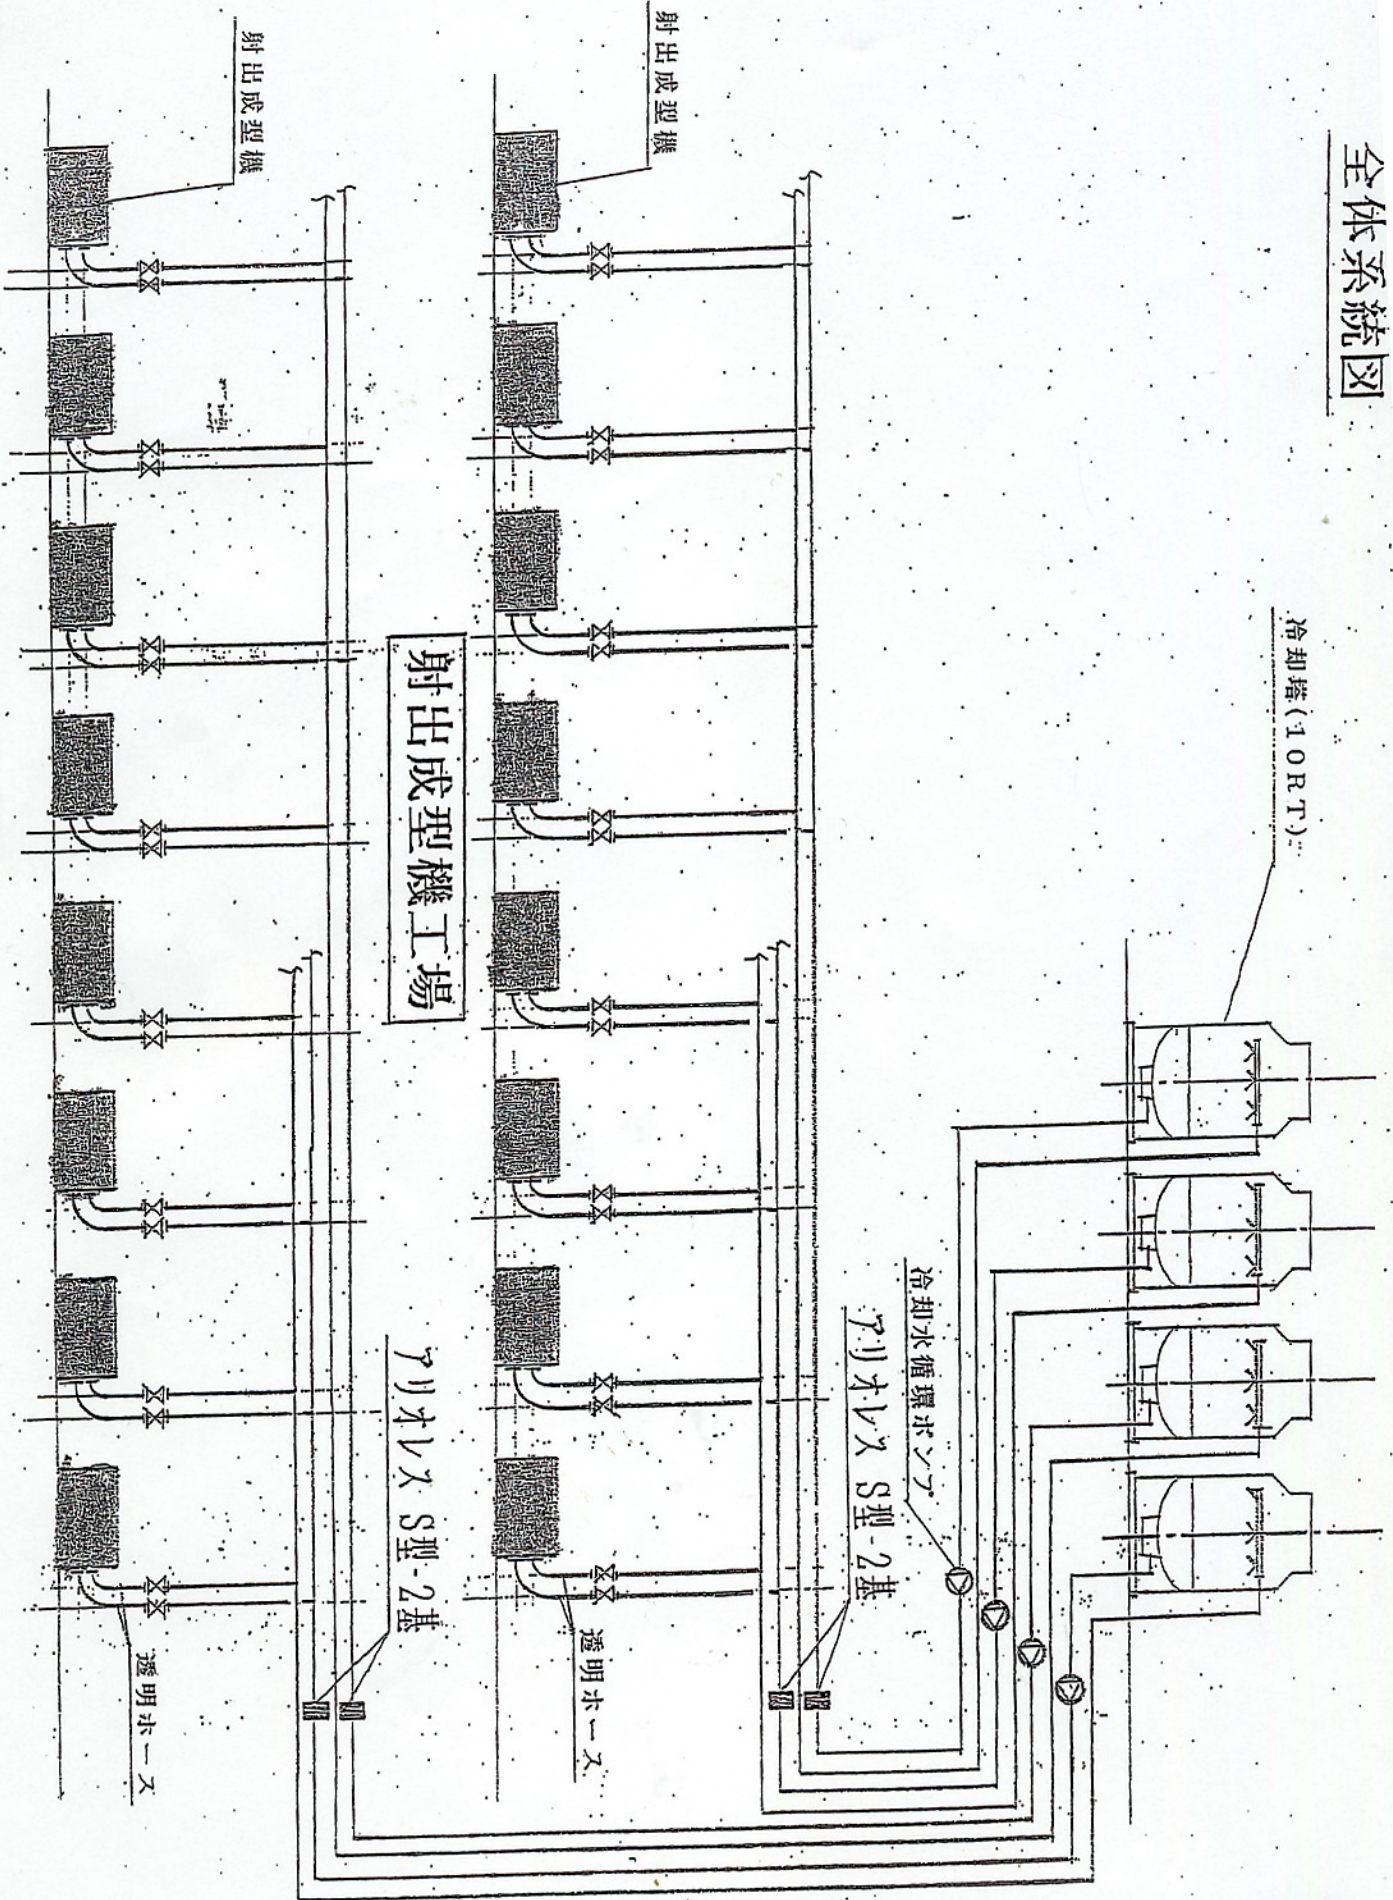 全体系統図
冷却塔(10RT)
射出成型機
冷却水循環ポンプ
アリオレス S型-2基
透明ホース
射出成型機工場
射出成型機
アリオレス S型-2基
透明ホース